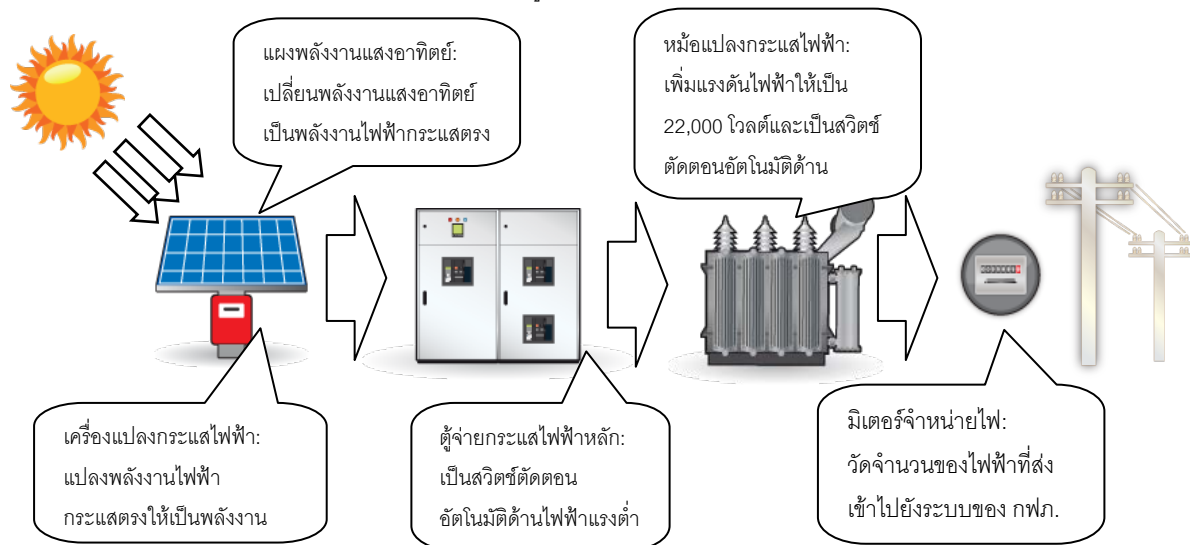 แผงพลังงานแสงอาทิตย์:
เปลี่ยนพลังงานแสงอาทิตย์
เป็นพลังงานไฟฟ้ากระแสตรง
หม้อแปลงกระแสไฟฟ้า:
เพิ่มแรงดันไฟฟ้าให้เป็น
22,000 โวลต์และเป็นสวิตช์
ตัดตอนอัตโนมัติด้าน
เครื่องแปลงกระแสไฟฟ้า:
แปลงพลังงานไฟฟ้า
กระแสตรงให้เป็นพลังงาน
ตู้จ่ายกระแสไฟฟ้าหลัก:
เป็นสวิตช์ตัดตอน
อัตโนมัติด้านไฟฟ้าแรงต่ำ
มิเตอร์จำหน่ายไฟ:
วัดจำนวนของไฟฟ้าที่ส่ง
เข้าไปยังระบบของ กฟภ.